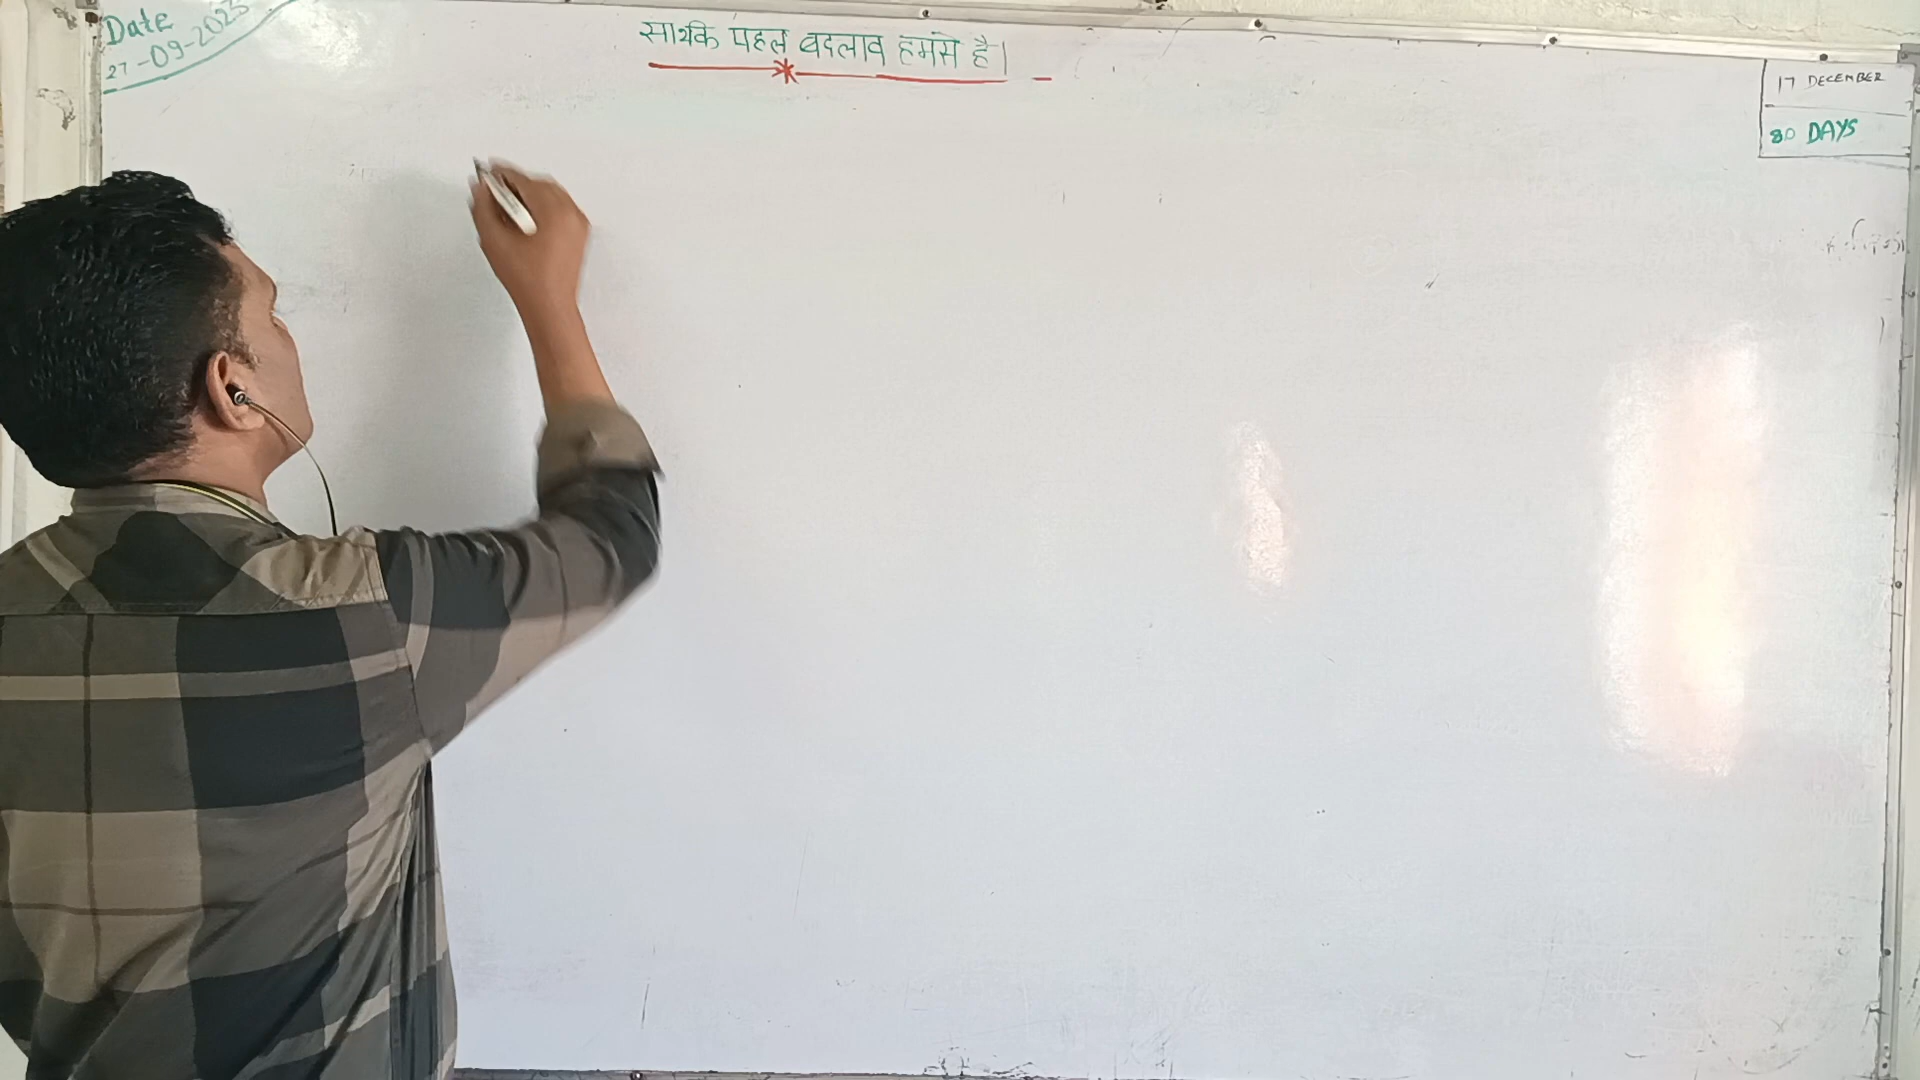 Date
27-09-2023
सार्थक पहल बदलाव हमसे है।
17 DECEMBER
80 DAYS